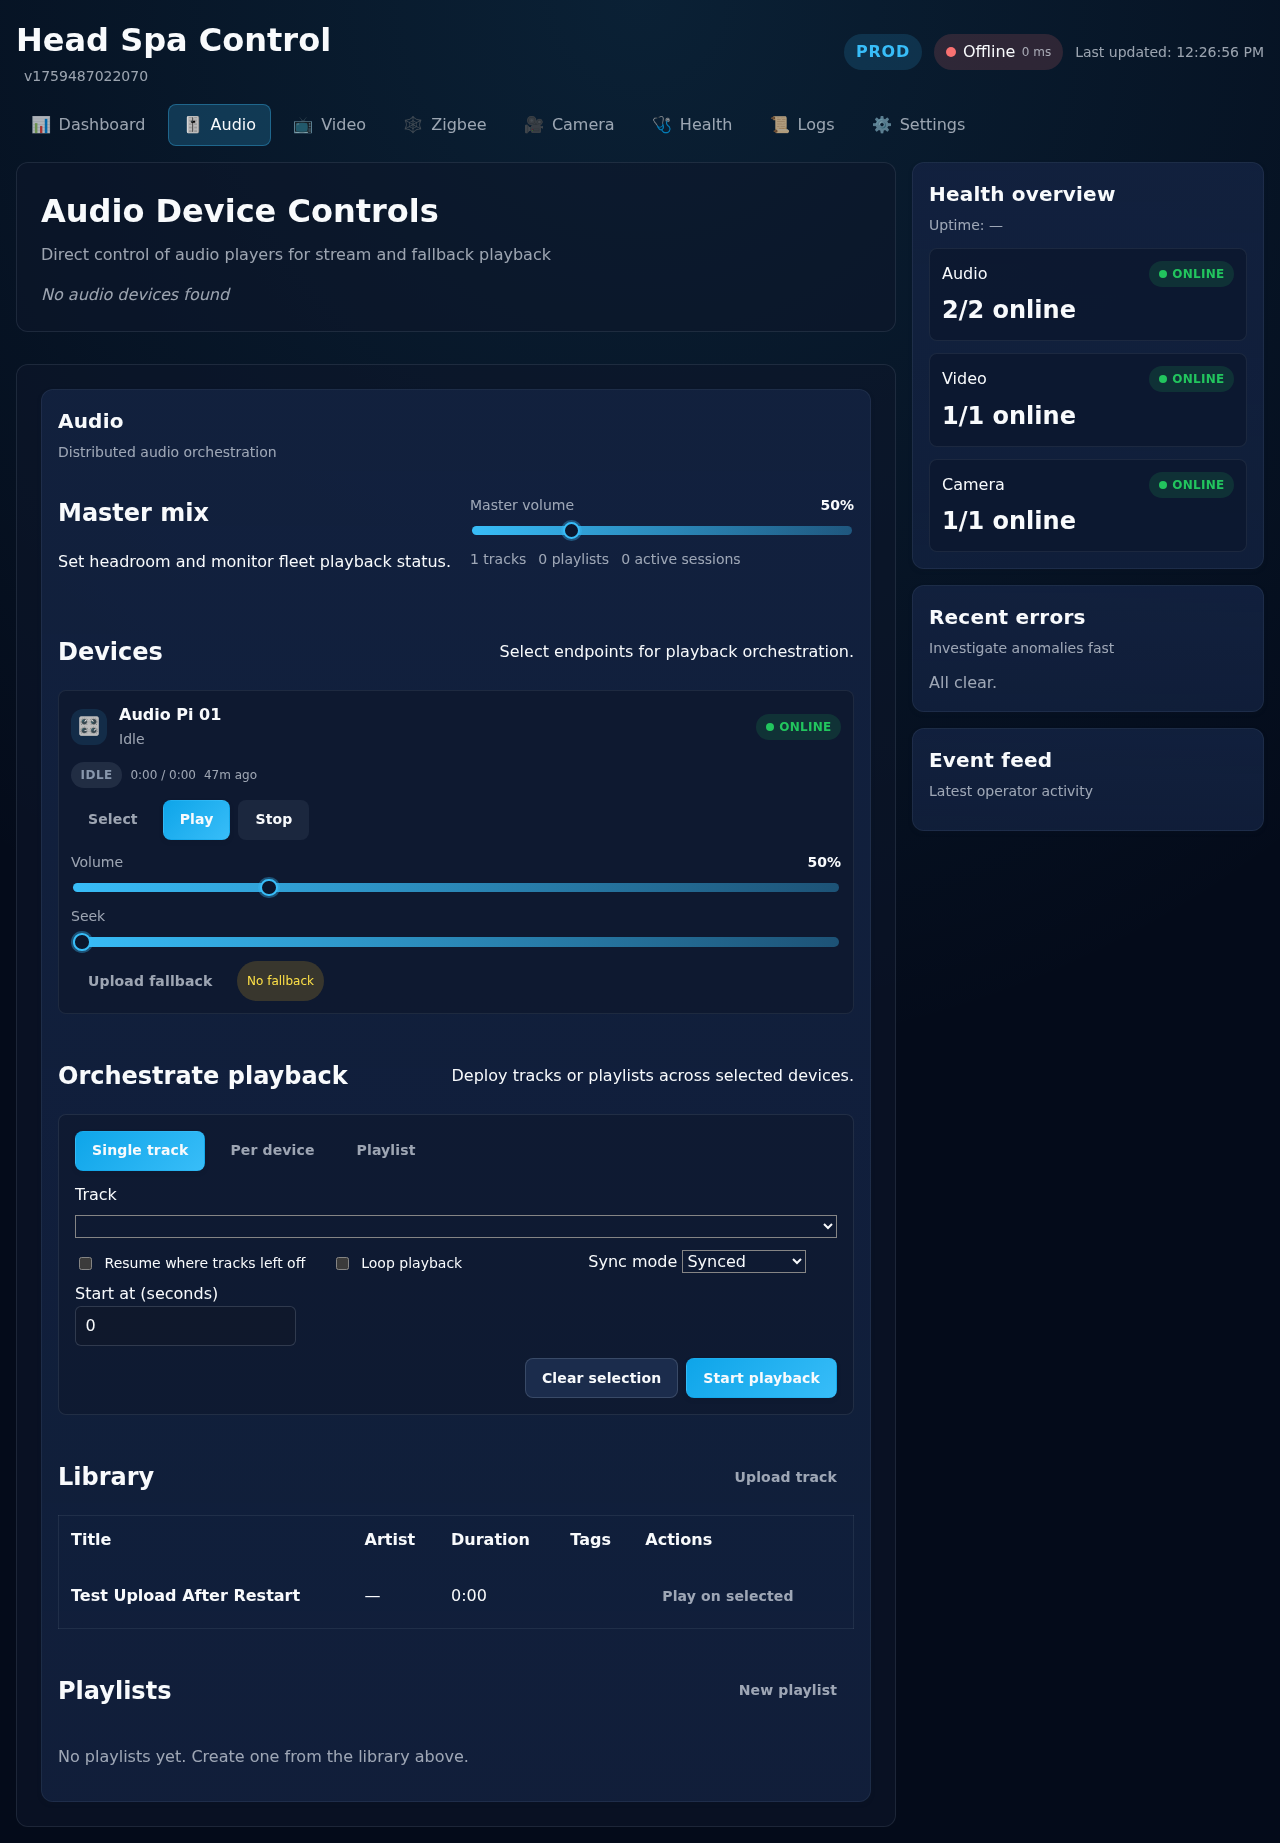 Head Spa Control
v1759487022070
PROD
Offline 0 ms
Last updated: 12:26:56 PM
Dashboard
Audio
Video
Zigbee
Camera
Health
Logs
Settings
Audio Device Controls
Direct control of audio players for stream and fallback playback
No audio devices found
Audio
Distributed audio orchestration
Master mix
Set headroom and monitor fleet playback status.
Master volume 50%
1 tracks 0 playlists 0 active sessions
Devices
Select endpoints for playback orchestration.
Audio Pi 01
Idle
ONLINE
IDLE 0:00 / 0:00 47m ago
Select Play Stop
Volume 50%
Seek
Upload fallback No fallback
Orchestrate playback
Deploy tracks or playlists across selected devices.
Single track Per device Playlist
Track
Resume where tracks left off Loop playback Sync mode Synced
Start at (seconds)
0
Clear selection Start playback
Library Upload track
Title Artist Duration Tags Actions
Test Upload After Restart — 0:00 Play on selected
Playlists New playlist
No playlists yet. Create one from the library above.
Health overview
Uptime: —
Audio ONLINE
2/2 online
Video ONLINE
1/1 online
Camera ONLINE
1/1 online
Recent errors
Investigate anomalies fast
All clear.
Event feed
Latest operator activity